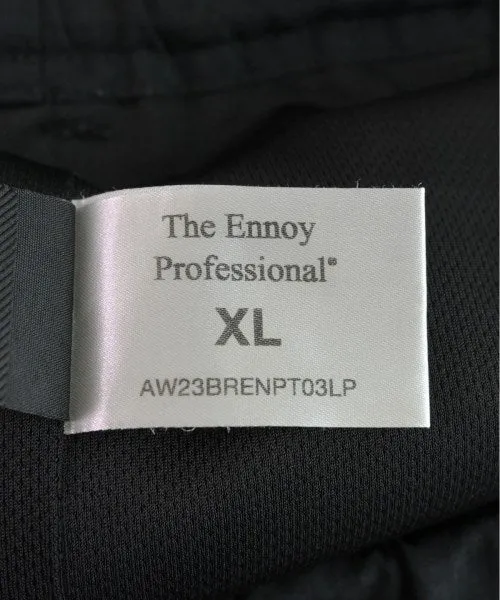 The Ennoy
Professional®
XL
AW23BRENPT03LP